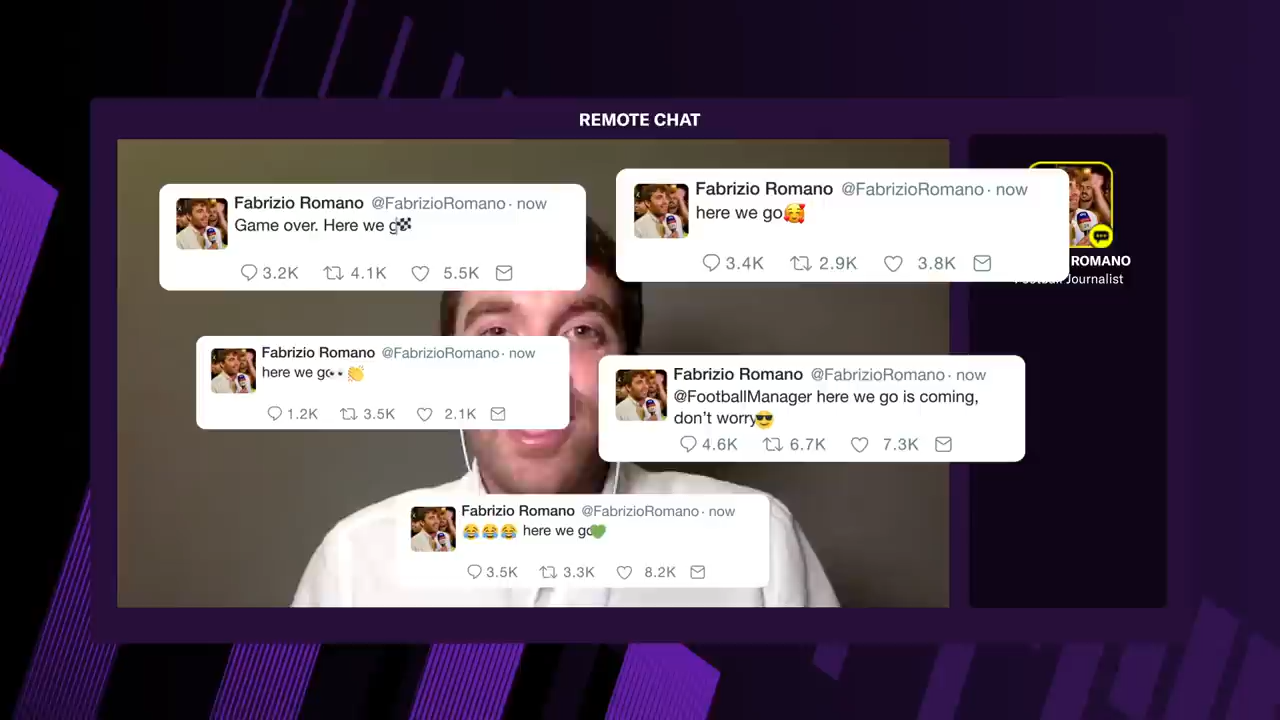 REMOTE CHAT
Fabrizio Romano @FabrizioRomano · now
Game over. Here we g
3.2K 4.1K 5.5K
Fabrizio Romano @FabrizioRomano · now
here we go🥰
3.4K 2.9K 3.8K
ROMANO
Journalist
Fabrizio Romano @FabrizioRomano · now
here we go👀👏
1.2K 3.5K 2.1K
Fabrizio Romano @FabrizioRomano · now
@FootballManager here we go is coming,
don’t worry😎
4.6K 6.7K 7.3K
Fabrizio Romano @FabrizioRomano · now
😂😂😂 here we go💚
3.5K 3.3K 8.2K